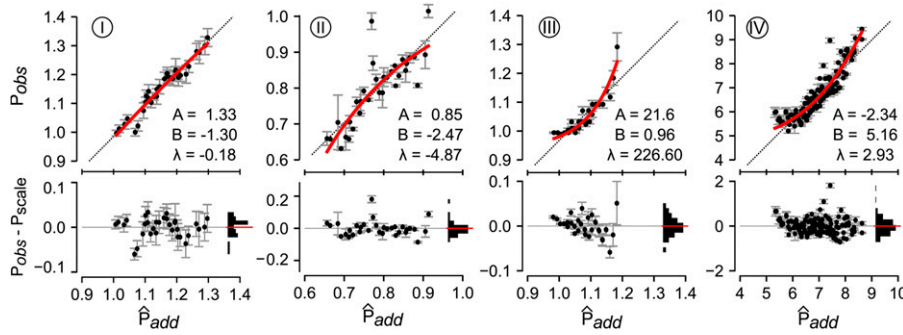 I II III IV
P_obs
1.4 1.3 1.2 1.1 1.0 0.9
A = 1.33
B = -1.30
λ = -0.18
1.0 0.9 0.8 0.7 0.6
A = 0.85
B = -2.47
λ = -4.87
1.4 1.3 1.2 1.1 1.0 0.9
A = 21.6
B = 0.96
λ = 226.60
10 9 8 7 6 5 4
A = -2.34
B = 5.16
λ = 2.93
P_obs - P_scale
0.1 0.0 −0.1
0.2 0.0 −0.2
0.1 0.0 −0.1
2 0 −2
0.9 1.0 1.1 1.2 1.3 1.4
0.6 0.7 0.8 0.9 1.0
0.9 1.0 1.1 1.2 1.3 1.4
4 5 6 7 8 9 10
P̂_add P̂_add P̂_add P̂_add